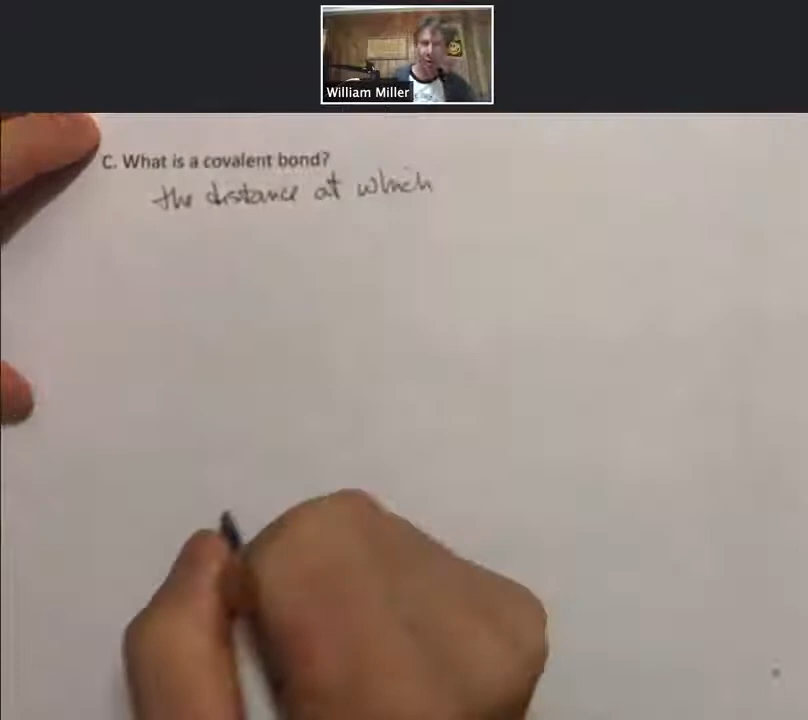 William Miller
C. What is a covalent bond?
the distance at which